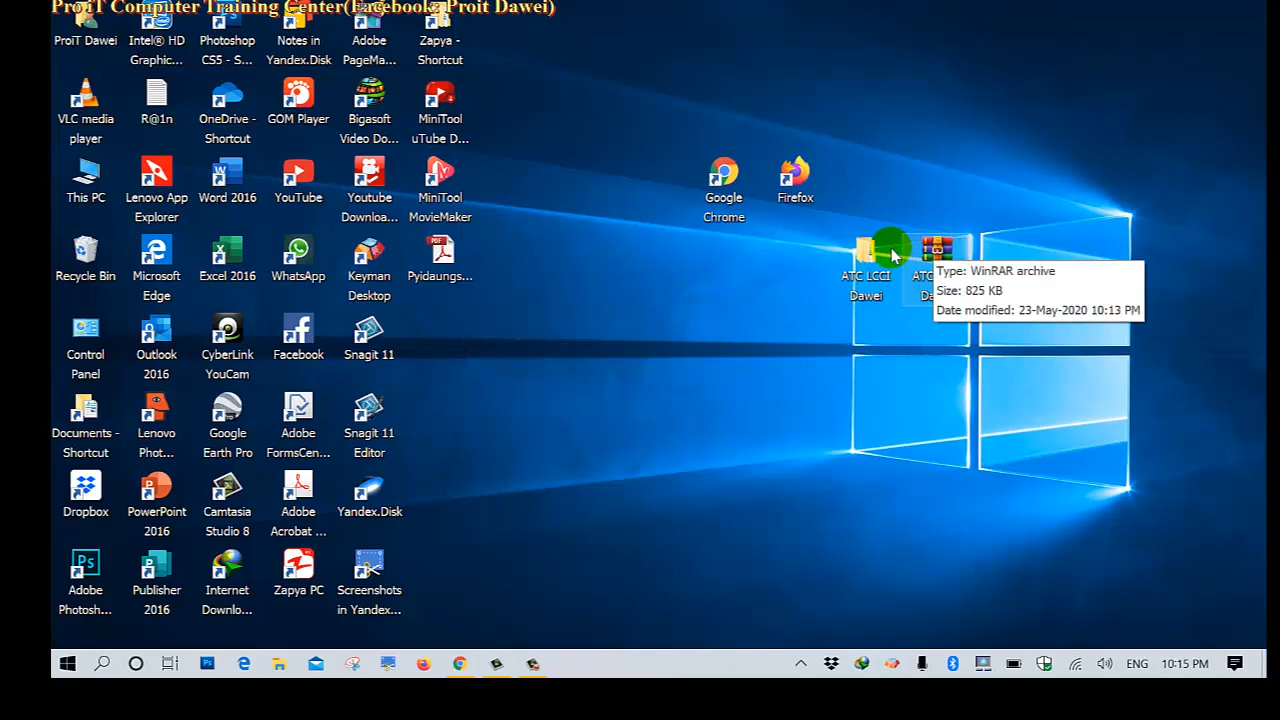 Pro iT Computer Training Center(Facebook: Proit Dawei)
ProiT Dawei
Intel® HD
Graphic...
Photoshop
CS5 - S...
Notes in
Yandex.Disk
Adobe
PageMa...
Zapya -
Shortcut
VLC media
player
R@1n
OneDrive -
Shortcut
GOM Player
Bigasoft
Video Do...
MiniTool
uTube D...
This PC
Lenovo App
Explorer
Word 2016
YouTube
Youtube
Downloa...
MiniTool
MovieMaker
Google
Chrome
Firefox
Recycle Bin
Microsoft
Edge
Excel 2016
WhatsApp
Keyman
Desktop
Pyidaungs...
ATC LCCI
Dawei
ATC
Type: WinRAR archive
Size: 825 KB
Date modified: 23-May-2020 10:13 PM
Control
Panel
Outlook
2016
CyberLink
YouCam
Facebook
Snagit 11
Documents -
Shortcut
Lenovo
Phot...
Google
Earth Pro
Adobe
FormsCen...
Snagit 11
Editor
Dropbox
PowerPoint
2016
Camtasia
Studio 8
Adobe
Acrobat ...
Yandex.Disk
Adobe
Photosh...
Publisher
2016
Internet
Downlo...
Zapya PC
Screenshots
in Yandex...
ENG
10:15 PM